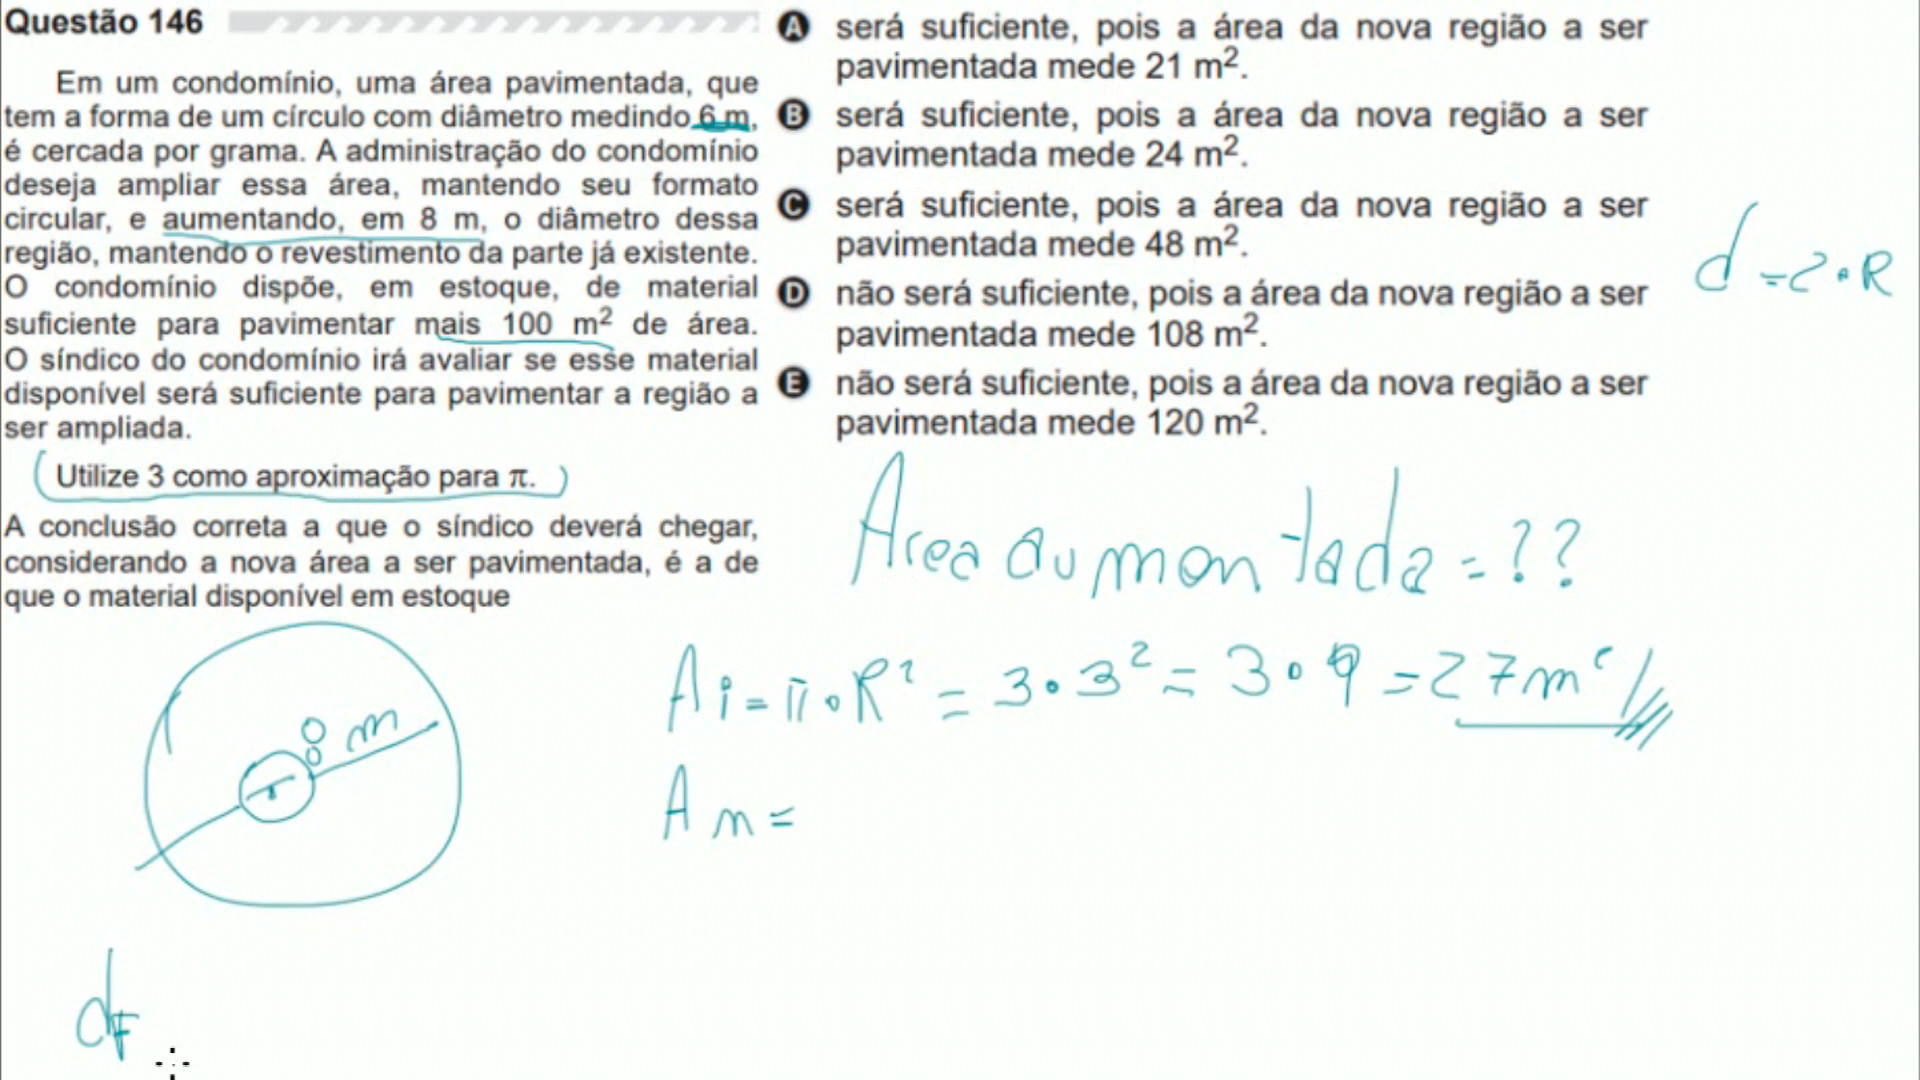 Questão 146
Em um condomínio, uma área pavimentada, que
tem a forma de um círculo com diâmetro medindo 6 m,
é cercada por grama. A administração do condomínio
deseja ampliar essa área, mantendo seu formato
circular, e aumentando, em 8 m, o diâmetro dessa
região, mantendo o revestimento da parte já existente.
O condomínio dispõe, em estoque, de material
suficiente para pavimentar mais 100 m² de área.
O síndico do condomínio irá avaliar se esse material
disponível será suficiente para pavimentar a região a
ser ampliada.
Utilize 3 como aproximação para π.
A conclusão correta a que o síndico deverá chegar,
considerando a nova área a ser pavimentada, é a de
que o material disponível em estoque
A será suficiente, pois a área da nova região a ser
pavimentada mede 21 m².
B será suficiente, pois a área da nova região a ser
pavimentada mede 24 m².
C será suficiente, pois a área da nova região a ser
pavimentada mede 48 m².
D não será suficiente, pois a área da nova região a ser
pavimentada mede 108 m².
E não será suficiente, pois a área da nova região a ser
pavimentada mede 120 m².
d = 2 • R
Area aumentada = ??
Ai = π • R² = 3 • 3² = 3 • 9 = 27 m²
An =
8 m
dF